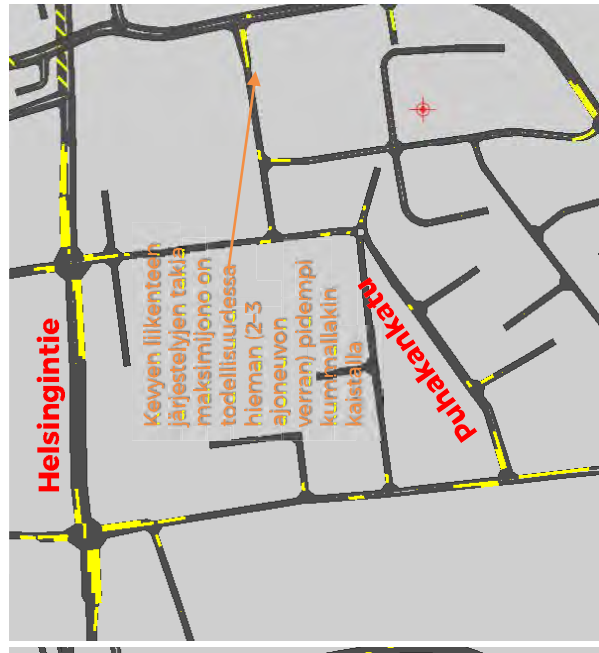 Helsingintie
Kevyen liikenteen
järjestelyjen takia
maksimijono on
todellisuudessa
hieman (2-3
ajoneuvon
verran) pidempi
kummallakin
kaistalla
Puhakankatu